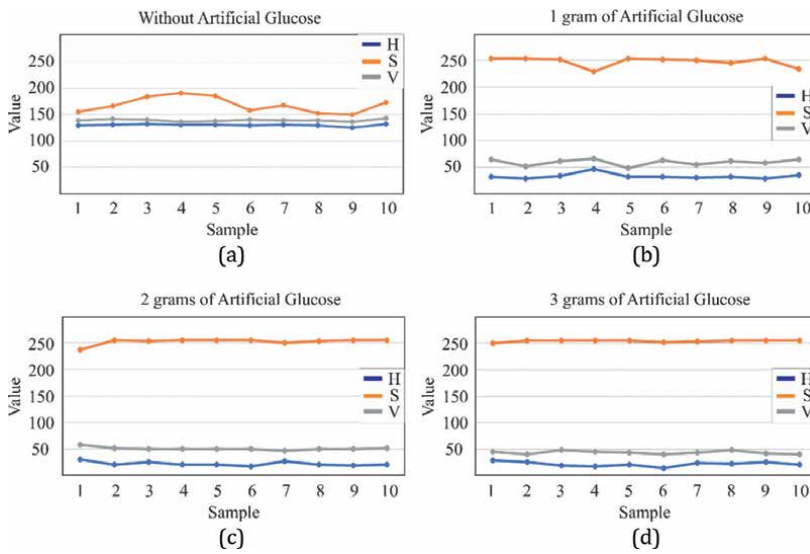 Without Artificial Glucose
H
S
V
Value
250
200
150
100
50
1 2 3 4 5 6 7 8 9 10
Sample
(a)
1 gram of Artificial Glucose
H
S
V
Value
250
200
150
100
50
1 2 3 4 5 6 7 8 9 10
Sample
(b)
2 grams of Artificial Glucose
H
S
V
Value
250
200
150
100
50
1 2 3 4 5 6 7 8 9 10
Sample
(c)
3 grams of Artificial Glucose
H
S
V
Value
250
200
150
100
50
1 2 3 4 5 6 7 8 9 10
Sample
(d)